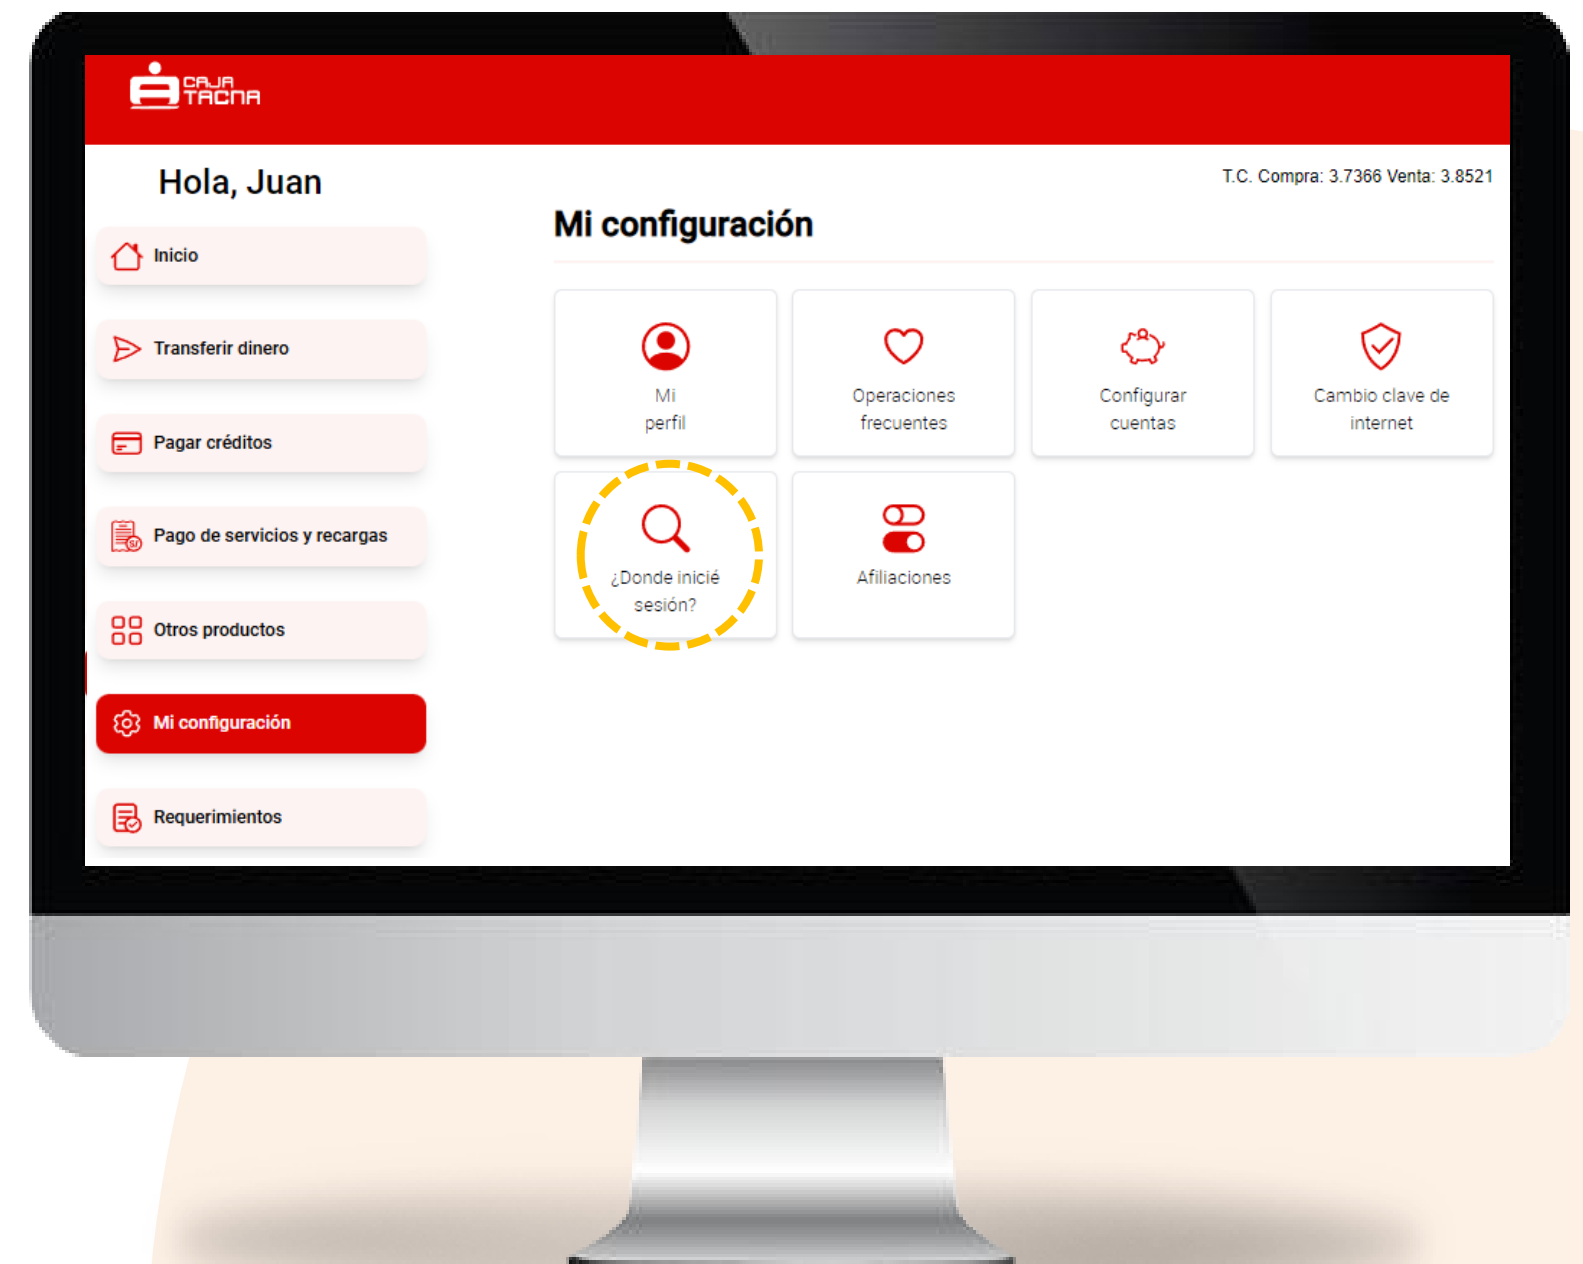 CAJA
TACNA
Hola, Juan
T.C. Compra: 3.7366 Venta: 3.8521
Mi configuración
Inicio
Transferir dinero
Pagar créditos
Pago de servicios y recargas
Otros productos
Mi configuración
Requerimientos
Mi
perfil
Operaciones
frecuentes
Configurar
cuentas
Cambio clave de
internet
¿Donde inicié
sesión?
Afiliaciones